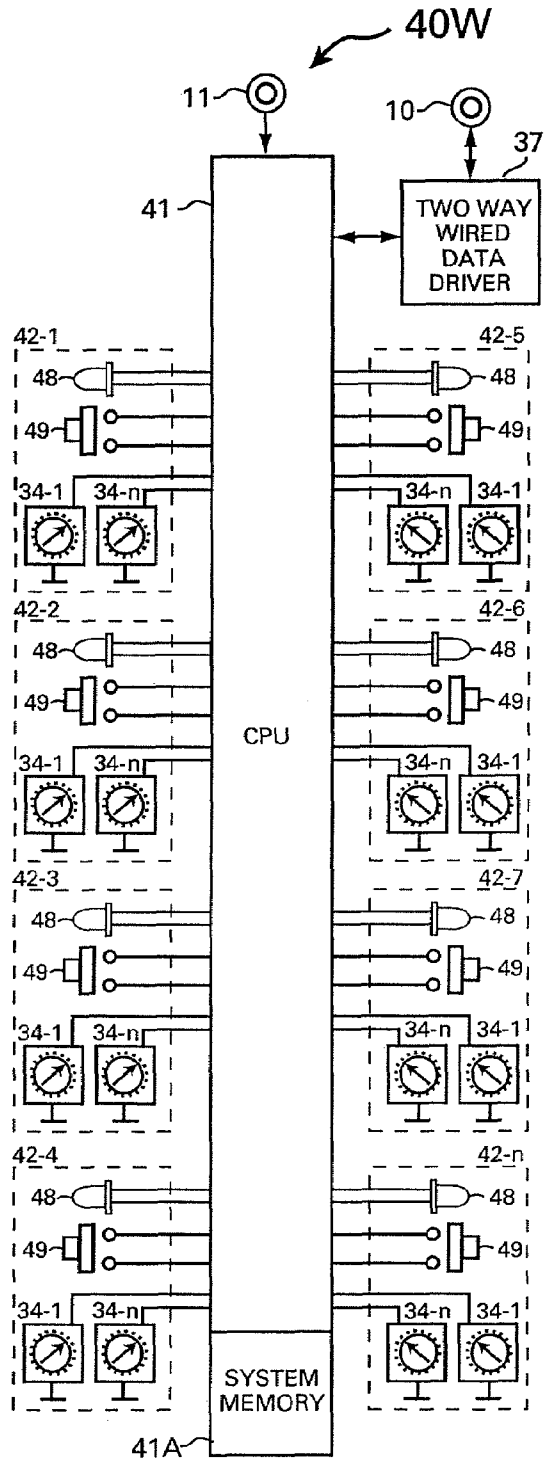 40W
11
10
37
41
TWO WAY
WIRED
DATA
DRIVER
42-1
42-5
48
48
49
49
34-1 34-n
34-n 34-1
42-2
42-6
48
48
49
49
CPU
34-1 34-n
34-n 34-1
42-3
42-7
48
48
49
49
34-1 34-n
34-n 34-1
42-4
42-n
48
48
49
49
34-1 34-n
34-n 34-1
SYSTEM
MEMORY
41A